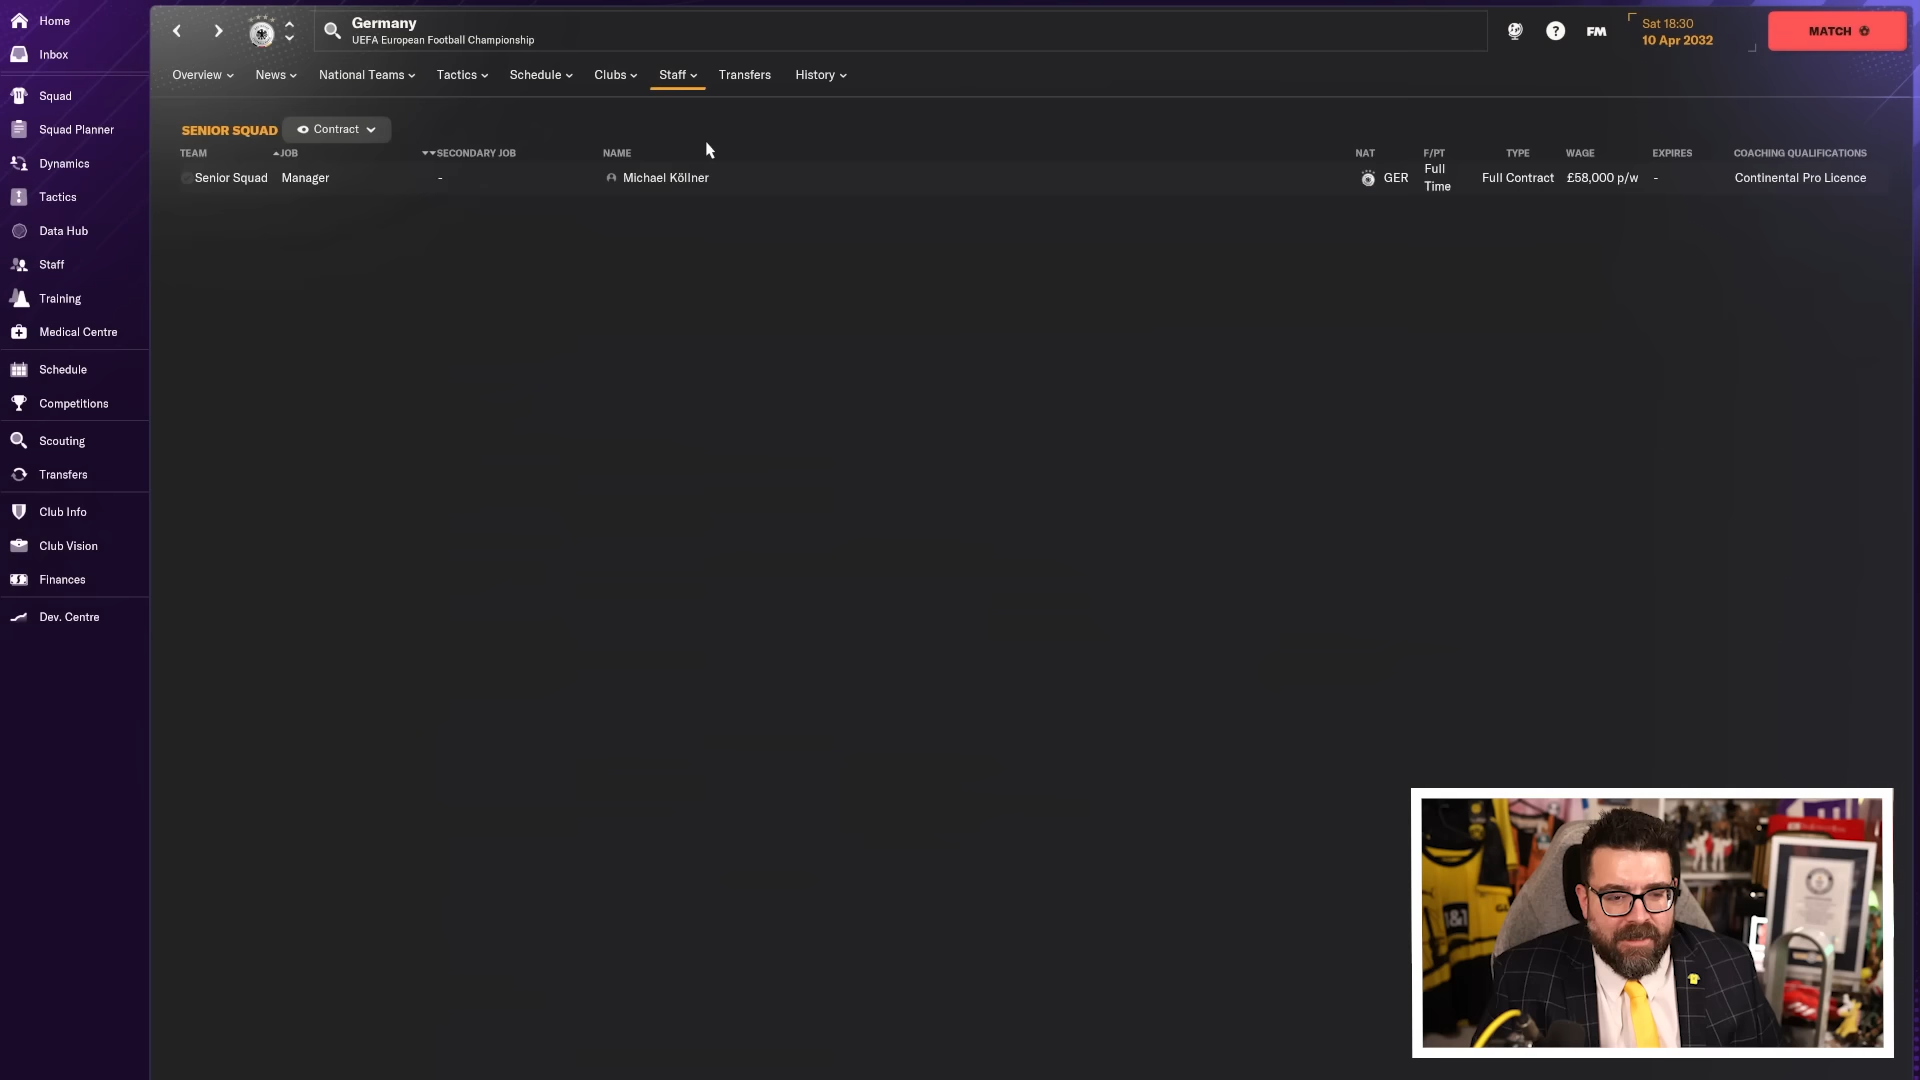 Home
Inbox
Squad
Squad Planner
Dynamics
Tactics
Data Hub
Staff
Training
Medical Centre
Schedule
Competitions
Scouting
Transfers
Club Info
Club Vision
Finances
Dev. Centre
Germany
UEFA European Football Championship
FM
Sat 18:30
10 Apr 2032
MATCH
Overview News National Teams Tactics Schedule Clubs Staff Transfers History
SENIOR SQUAD Contract
TEAM JOB SECONDARY JOB NAME NAT F/PT TYPE WAGE EXPIRES COACHING QUALIFICATIONS
Senior Squad Manager - Michael Köllner GER Full Time Full Contract £58,000 p/w - Continental Pro Licence
1&1